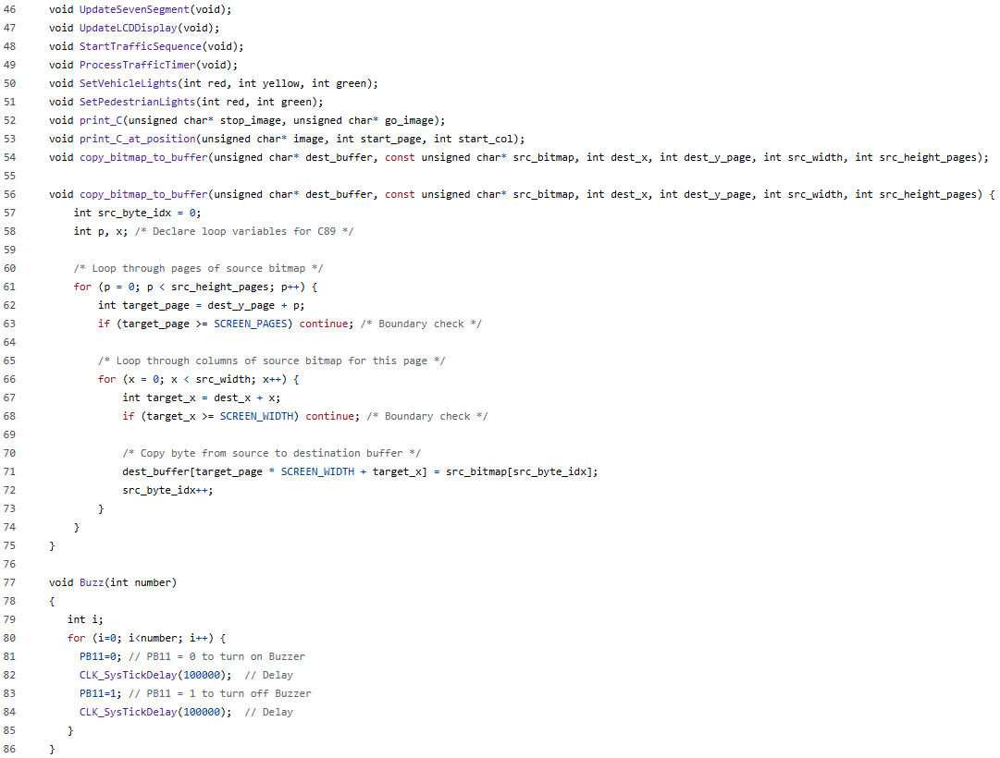 46 void UpdateSevenSegment(void);
47 void UpdateLCDDisplay(void);
48 void StartTrafficSequence(void);
49 void ProcessTrafficTimer(void);
50 void SetVehicleLights(int red, int yellow, int green);
51 void SetPedestrianLights(int red, int green);
52 void print_C(unsigned char* stop_image, unsigned char* go_image);
53 void print_C_at_position(unsigned char* image, int start_page, int start_col);
54 void copy_bitmap_to_buffer(unsigned char* dest_buffer, const unsigned char* src_bitmap, int dest_x, int dest_y_page, int src_width, int src_height_pages);
55
56 void copy_bitmap_to_buffer(unsigned char* dest_buffer, const unsigned char* src_bitmap, int dest_x, int dest_y_page, int src_width, int src_height_pages) {
57     int src_byte_idx = 0;
58     int p, x; /* Declare loop variables for C89 */
59
60     /* Loop through pages of source bitmap */
61     for (p = 0; p < src_height_pages; p++) {
62         int target_page = dest_y_page + p;
63         if (target_page >= SCREEN_PAGES) continue; /* Boundary check */
64
65         /* Loop through columns of source bitmap for this page */
66         for (x = 0; x < src_width; x++) {
67             int target_x = dest_x + x;
68             if (target_x >= SCREEN_WIDTH) continue; /* Boundary check */
69
70             /* Copy byte from source to destination buffer */
71             dest_buffer[target_page * SCREEN_WIDTH + target_x] = src_bitmap[src_byte_idx];
72             src_byte_idx++;
73         }
74     }
75 }
76
77 void Buzz(int number)
78 {
79    int i;
80    for (i=0; i<number; i++) {
81      PB11=0; // PB11 = 0 to turn on Buzzer
82      CLK_SysTickDelay(100000);  // Delay
83      PB11=1; // PB11 = 1 to turn off Buzzer
84      CLK_SysTickDelay(100000);  // Delay
85    }
86 }